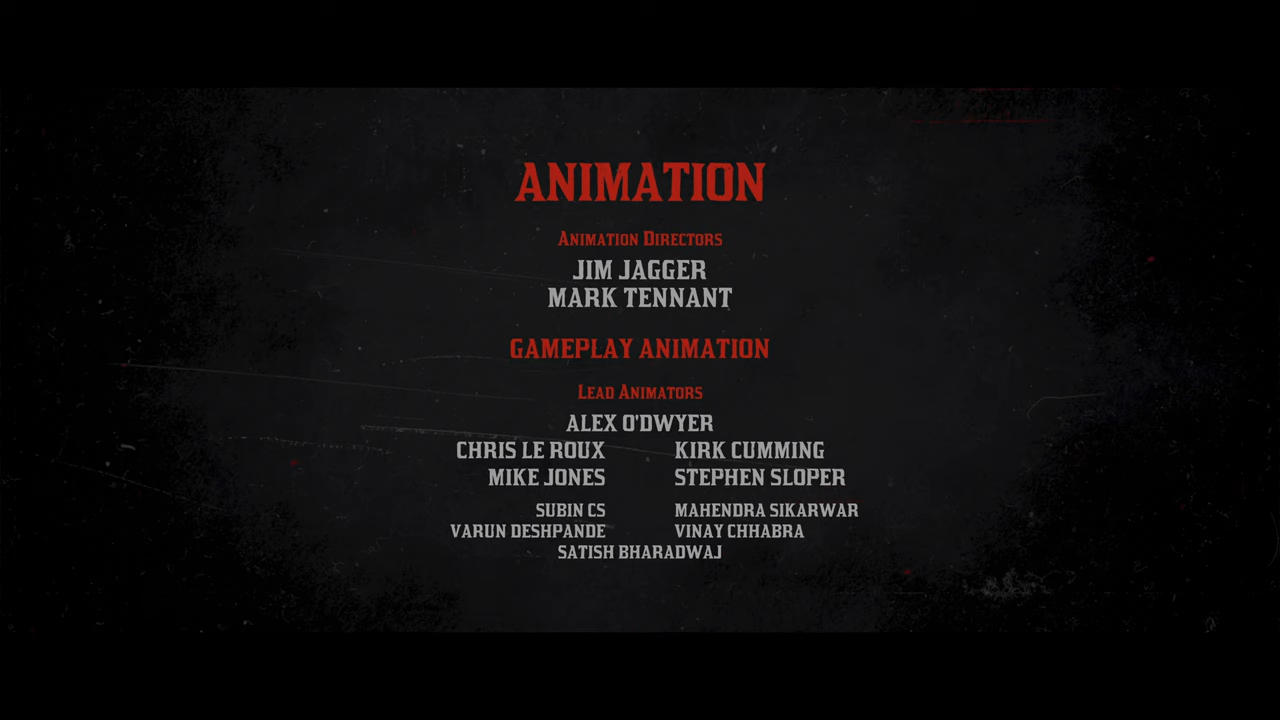 ANIMATION
ANIMATION DIRECTORS
JIM JAGGER
MARK TENNANT
GAMEPLAY ANIMATION
LEAD ANIMATORS
ALEX O'DWYER
CHRIS LE ROUX KIRK CUMMING
MIKE JONES STEPHEN SLOPER
SUBIN CS MAHENDRA SIKARWAR
VARUN DESHPANDE VINAY CHHABRA
SATISH BHARADWAJ